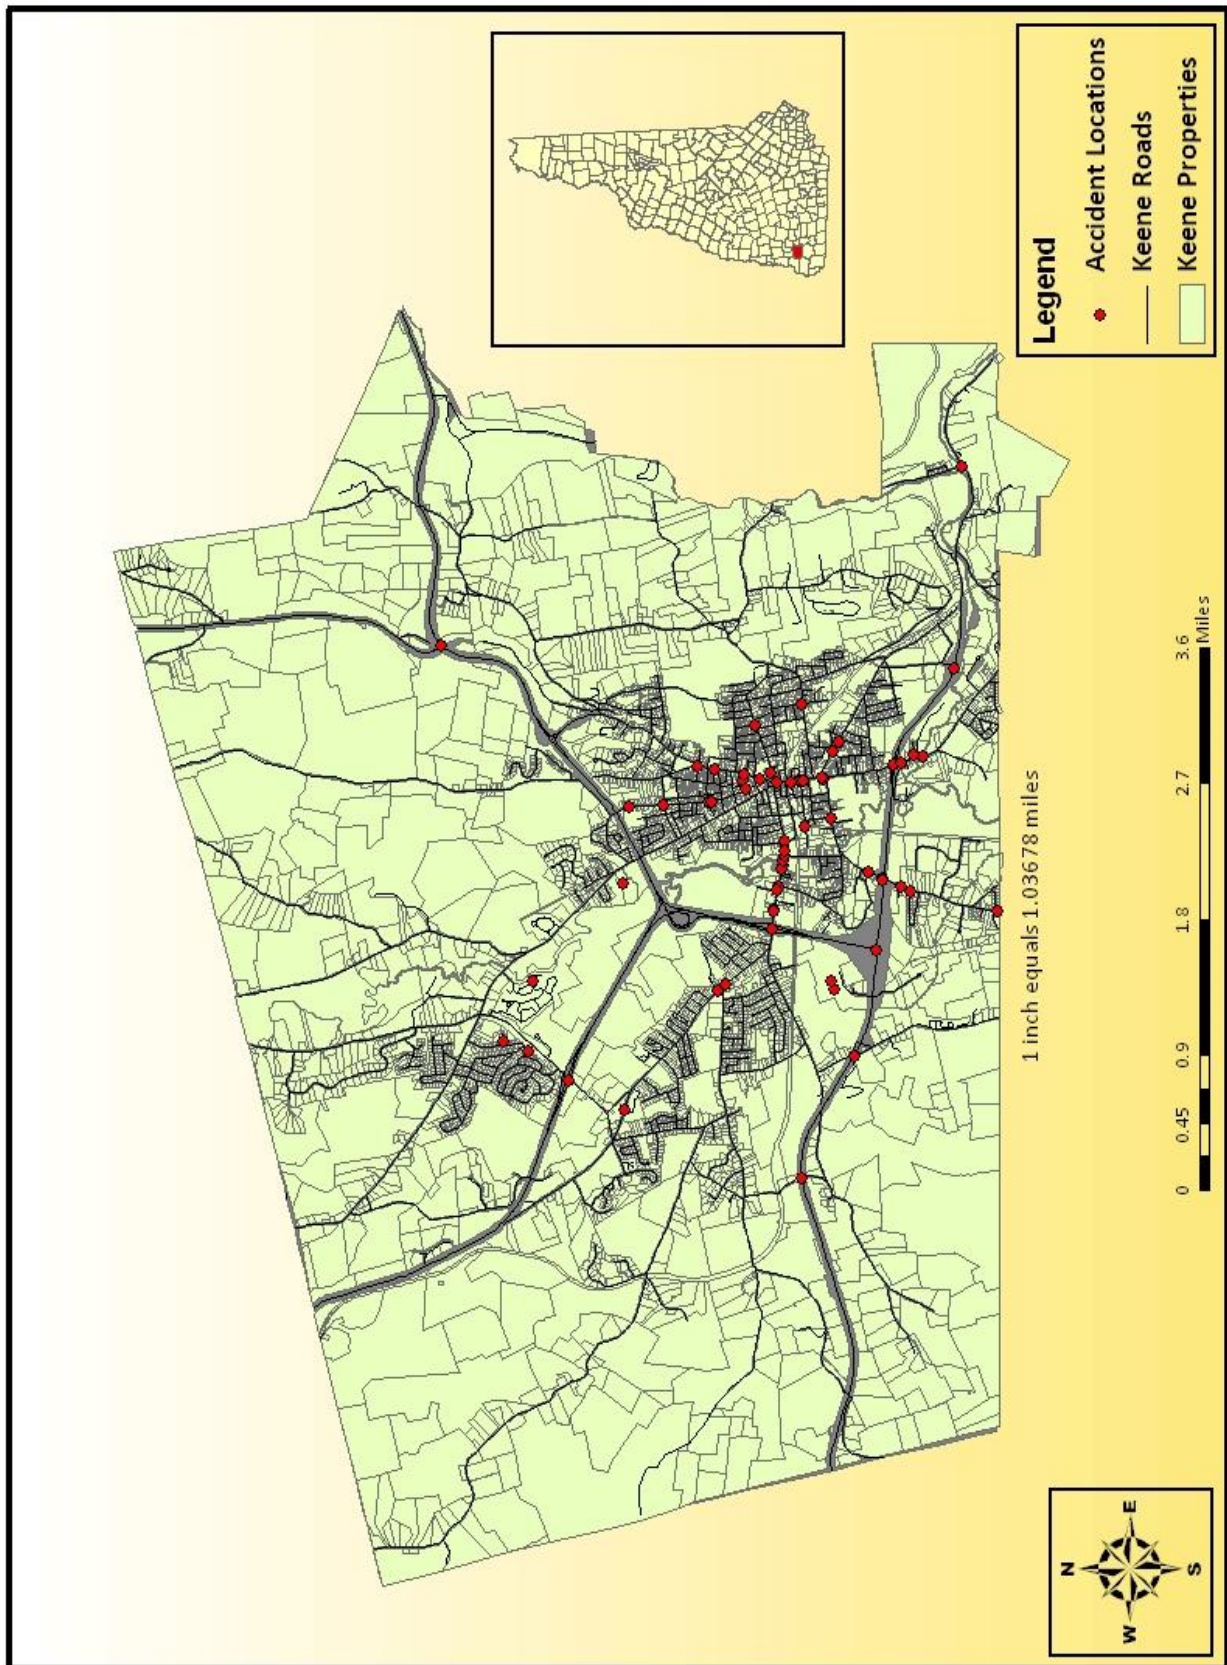 Legend
Accident Locations
Keene Roads
Keene Properties
1 inch equals 1.03678 miles
0 0.45 0.9 1.8 2.7 3.6
Miles
N
W E
S